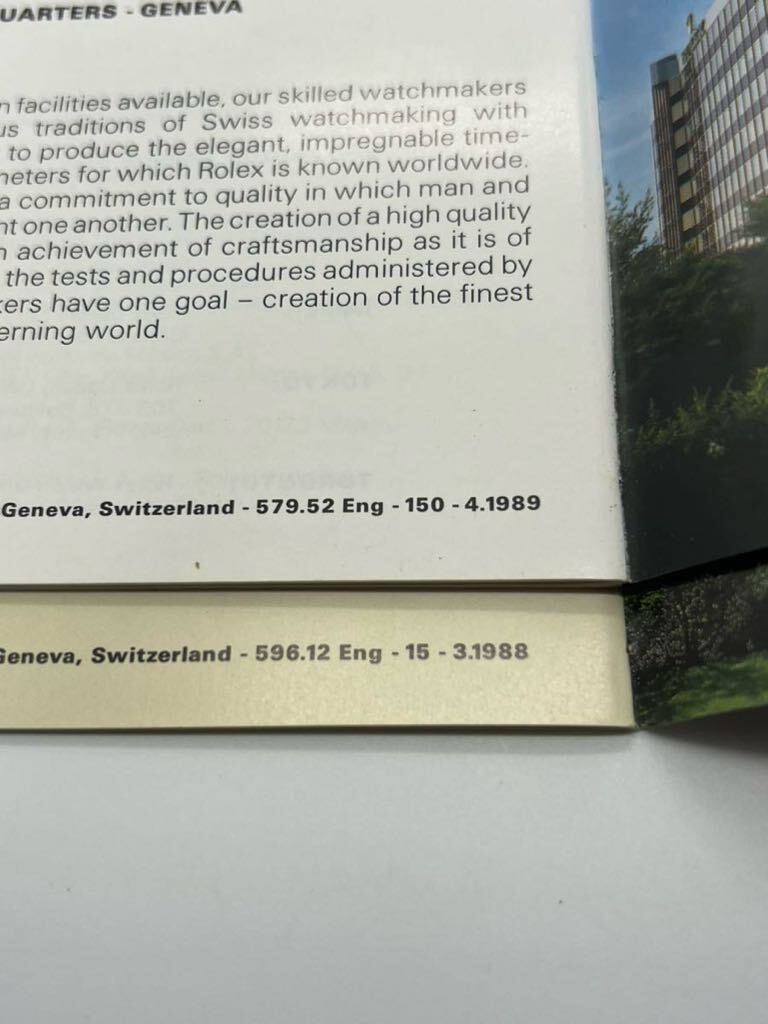 UARTERS - GENEVA
n facilities available, our skilled watchmakers
us traditions of Swiss watchmaking with
to produce the elegant, impregnable time-
neters for which Rolex is known worldwide.
a commitment to quality in which man and
nt one another. The creation of a high quality
n achievement of craftsmanship as it is of
the tests and procedures administered by
kers have one goal – creation of the finest
erning world.
Geneva, Switzerland - 579.52 Eng - 150 - 4.1989
Geneva, Switzerland - 596.12 Eng - 15 - 3.1988